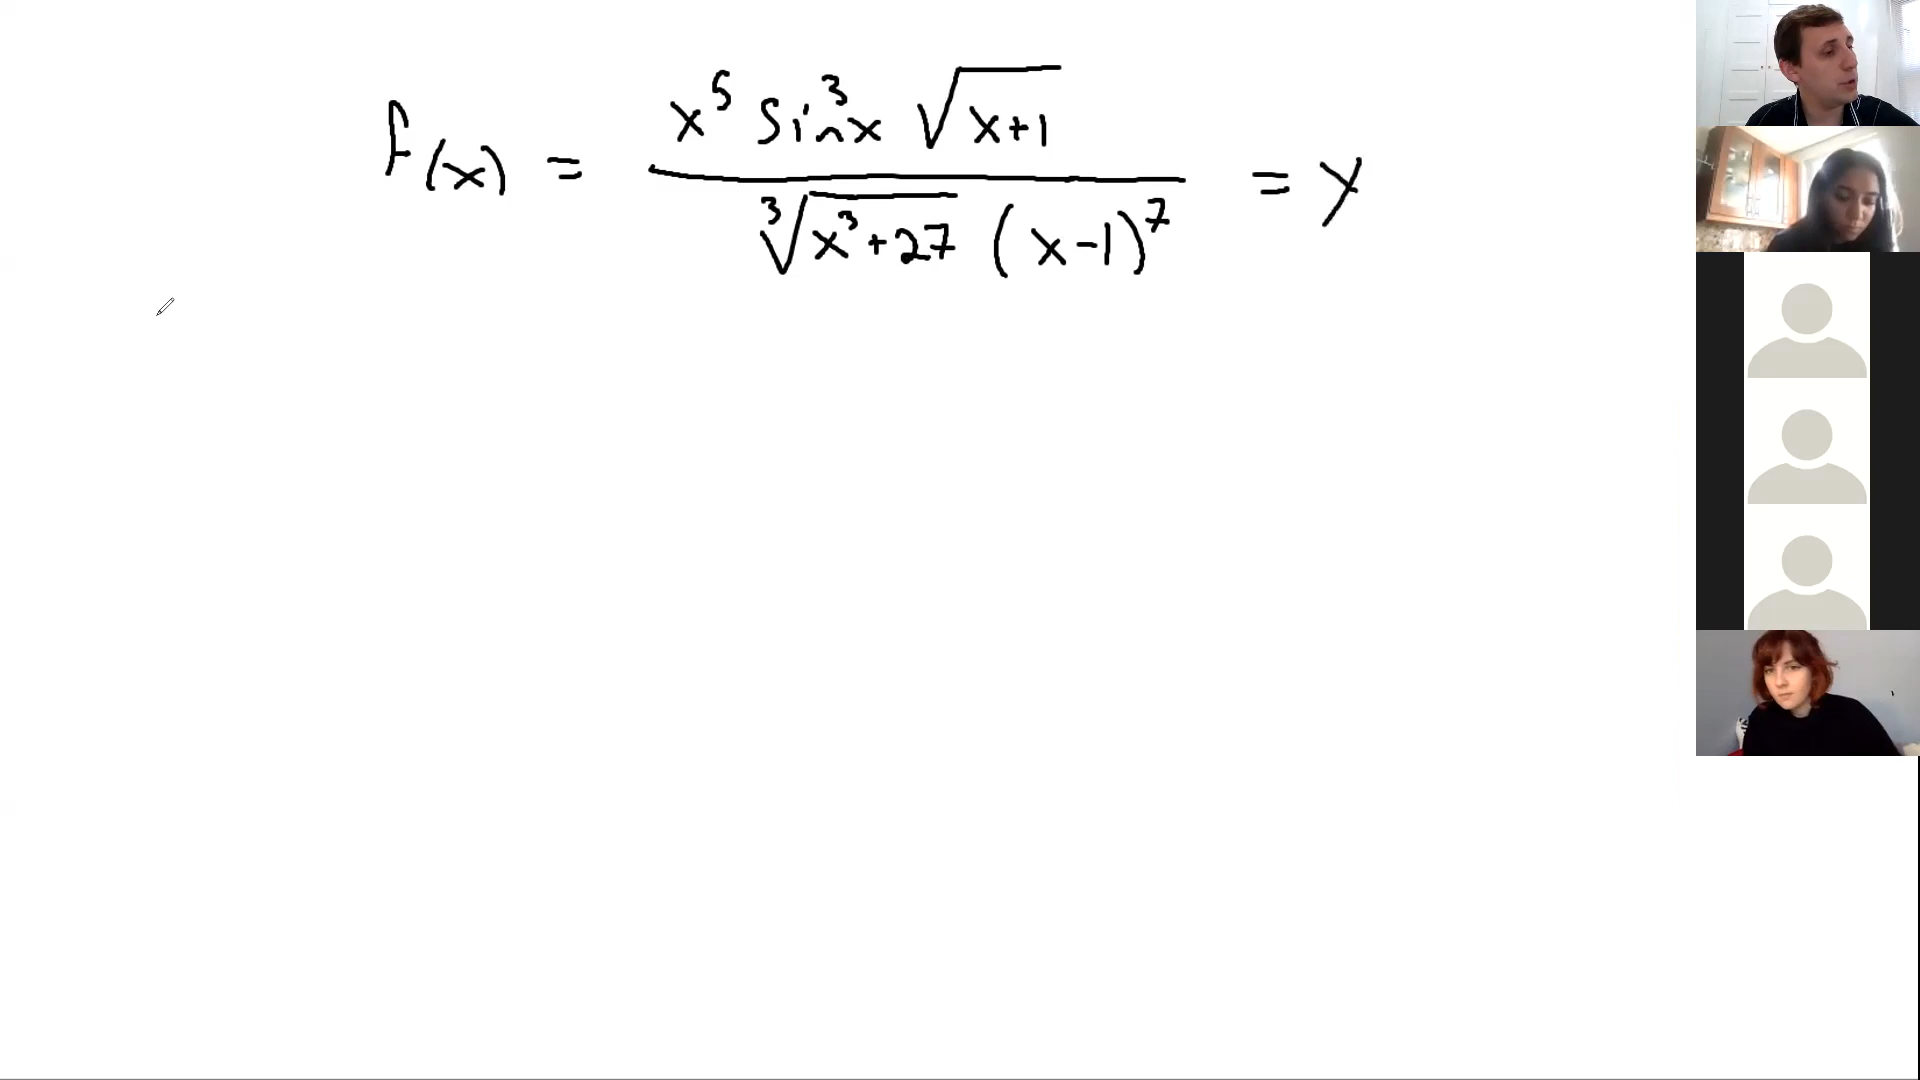 f(x) = x⁵ sin³x √(x+1) / ∛(x³+27) (x-1)⁷ = y